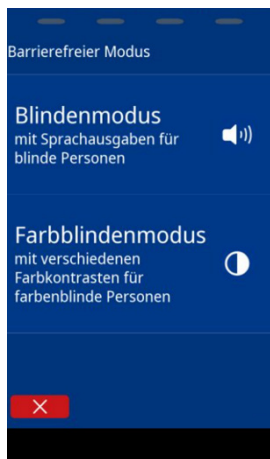 Barrierefreier Modus
Blindenmodus
mit Sprachausgaben für
blinde Personen
Farbblindenmodus
mit verschiedenen
Farbkontrasten für
farbenblinde Personen